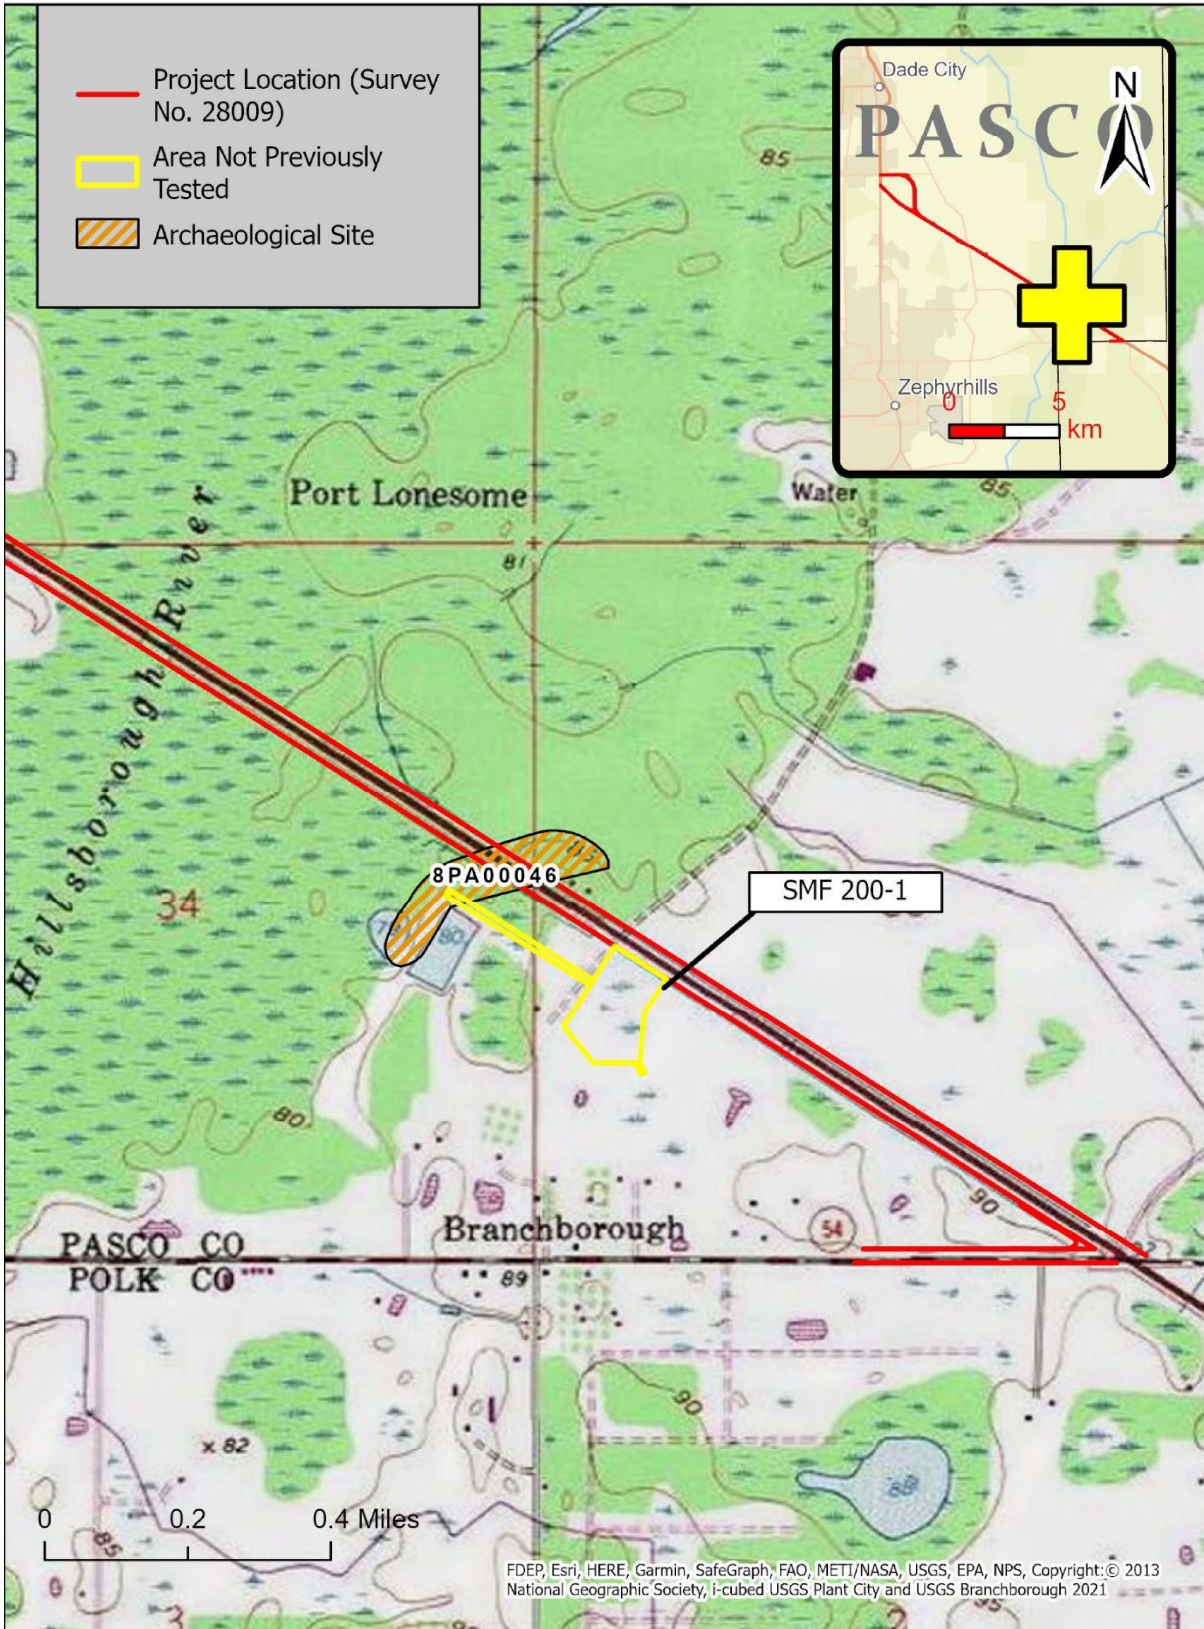 Project Location (Survey
No. 28009)
Area Not Previously
Tested
Archaeological Site
Dade City
N
PASCO
Zephyrhills
0 5
km
85
Port Lonesome
Water
85
81
Hillsborough River
8PA00046
34
80
SMF 200-1
80
90
54
Branchborough
PASCO CO
POLK CO
89
90
x 82
88
0 0.2 0.4 Miles
85
95
FDEP, Esri, HERE, Garmin, SafeGraph, FAO, METI/NASA, USGS, EPA, NPS, Copyright:© 2013
National Geographic Society, i-cubed USGS Plant City and USGS Branchborough 2021